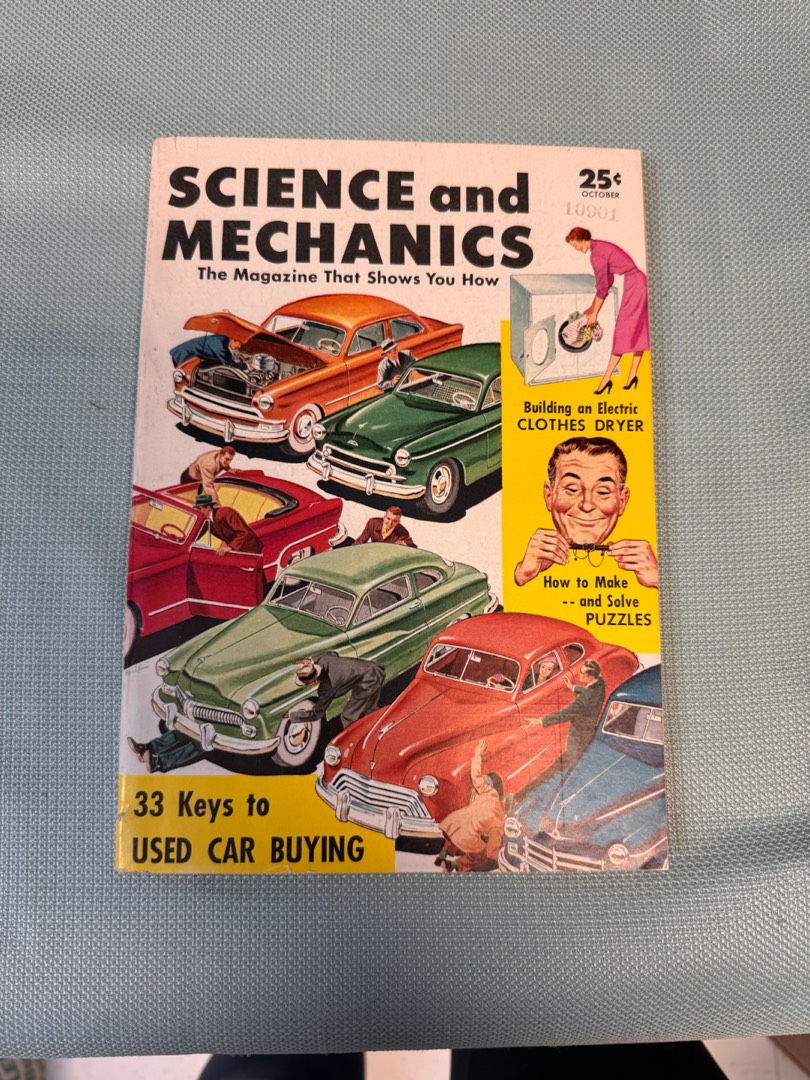 SCIENCE and
MECHANICS
The Magazine That Shows You How
25¢
OCTOBER
10901
Building an Electric
CLOTHES DRYER
How to Make
-- and Solve
PUZZLES
33 Keys to
USED CAR BUYING